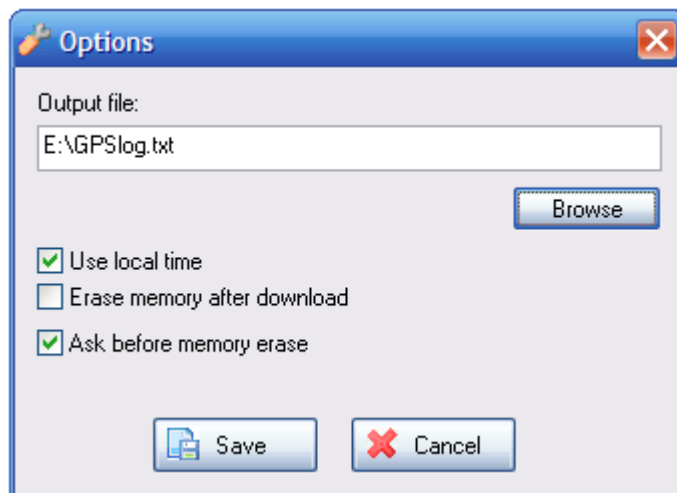 Options
Output file:
E:\GPSlog.txt
Browse
Use local time
Erase memory after download
Ask before memory erase
Save
Cancel